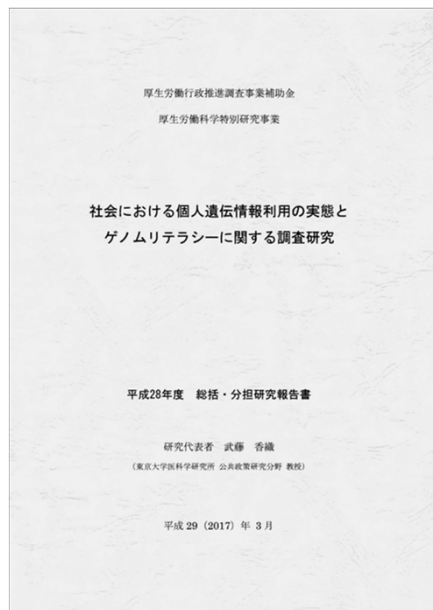 厚生労働行政推進調査事業補助金
厚生労働科学特別研究事業
社会における個人遺伝情報利用の実態と
ゲノムリテラシーに関する調査研究
平成28年度 総括・分担研究報告書
研究代表者 武藤 香織
（東京大学医科学研究所 公共政策研究分野 教授）
平成 29（2017）年 3 月